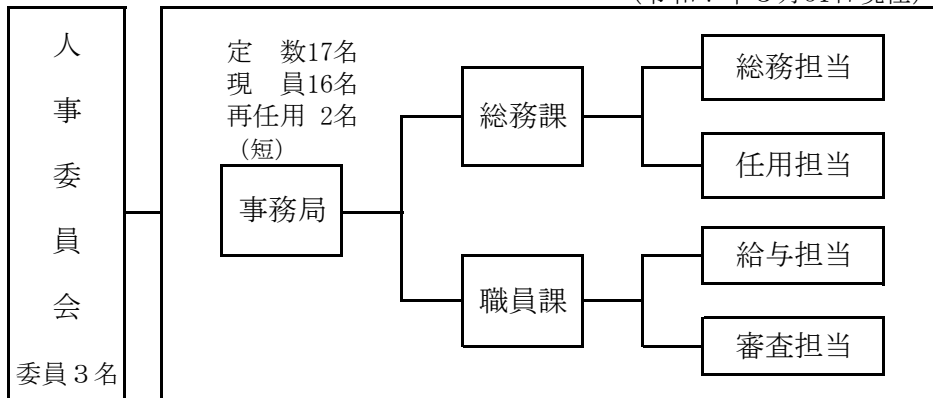 人事委員会
委員３名
定　数17名
現　員16名
再任用 2名
(短)
事務局
総務課
総務担当
任用担当
職員課
給与担当
審査担当